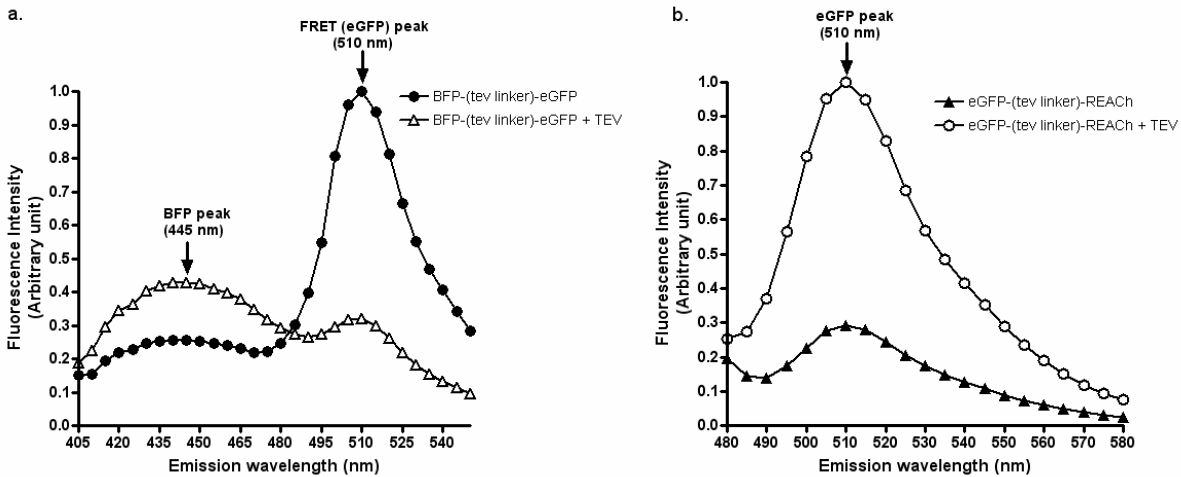 a.
FRET (eGFP) peak
(510 nm)
BFP-(tev linker)-eGFP
BFP-(tev linker)-eGFP + TEV
BFP peak
(445 nm)
Fluorescence Intensity
(Arbitrary unit)
1.0
0.9
0.8
0.7
0.6
0.5
0.4
0.3
0.2
0.1
0.0
405 420 435 450 465 480 495 510 525 540
Emission wavelength (nm)
b.
eGFP peak
(510 nm)
eGFP-(tev linker)-REACh
eGFP-(tev linker)-REACh + TEV
Fluorescence Intensity
(Arbitrary unit)
1.0
0.9
0.8
0.7
0.6
0.5
0.4
0.3
0.2
0.1
0.0
480 490 500 510 520 530 540 550 560 570 580
Emission wavelength (nm)